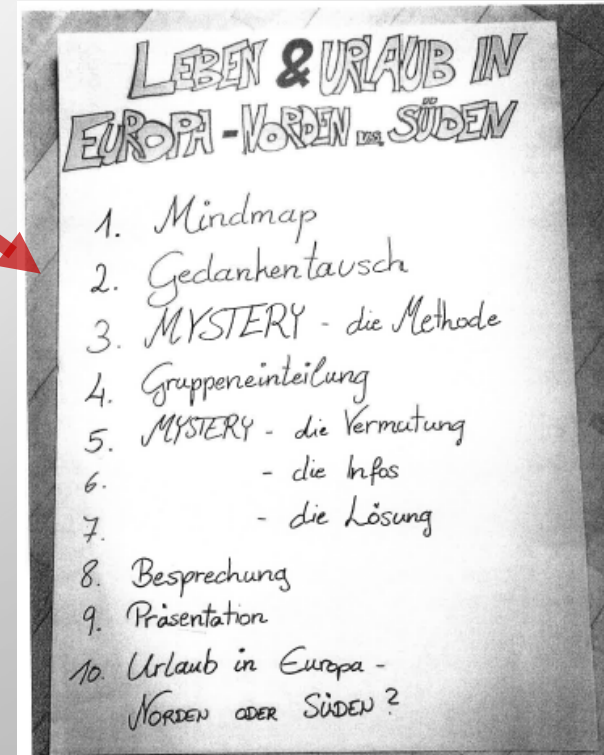 LEBEN & URLAUB IN
EUROPA - NORDEN vs. SÜDEN
1. Mindmap
2. Gedankentausch
3. MYSTERY - die Methode
4. Gruppeneinteilung
5. MYSTERY - die Vermutung
6. - die Infos
7. - die Lösung
8. Besprechung
9. Präsentation
10. Urlaub in Europa -
NORDEN ODER SÜDEN?